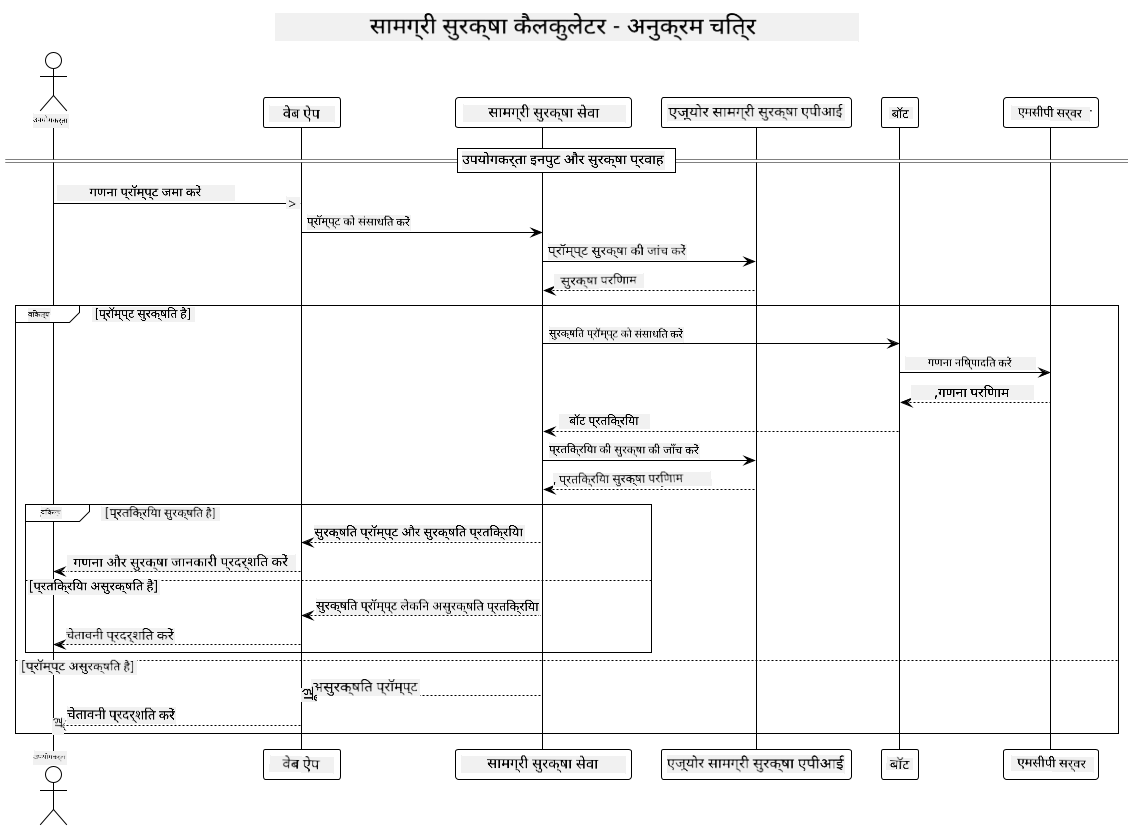 सामग्री सुरक्षा कैलकुलेटर - अनुक्रम चित्र
उपयोगकर्ता
वेब ऐप
सामग्री सुरक्षा सेवा
एज़्योर सामग्री सुरक्षा एपीआई
बॉट
एमसीपी सर्वर
उपयोगकर्ता इनपुट और सुरक्षा प्रवाह
गणना प्रॉम्प्ट जमा करें
>
प्रॉम्प्ट को संसाधित करें
प्रॉम्प्ट सुरक्षा की जांच करें
सुरक्षा परिणाम
विकल्प
[प्रॉम्प्ट सुरक्षित है]
सुरक्षित प्रॉम्प्ट को संसाधित करें
गणना निष्पादित करें
,गणना परिणाम
बॉट प्रतिक्रिया
प्रतिक्रिया की सुरक्षा की जाँच करें
, प्रतिक्रिया सुरक्षा परिणाम
विकल्प
[प्रतिक्रिया सुरक्षित है]
सुरक्षित प्रॉम्प्ट और सुरक्षित प्रतिक्रिया
गणना और सुरक्षा जानकारी प्रदर्शित करें
[प्रतिक्रिया असुरक्षित है]
सुरक्षित प्रॉम्प्ट लेकिन असुरक्षित प्रतिक्रिया
चेतावनी प्रदर्शित करें
[प्रॉम्प्ट असुरक्षित है]
असुरक्षित प्रॉम्प्ट
चेतावनी प्रदर्शित करें
उपयोगकर्ता
वेब ऐप
सामग्री सुरक्षा सेवा
एज़्योर सामग्री सुरक्षा एपीआई
बॉट
एमसीपी सर्वर